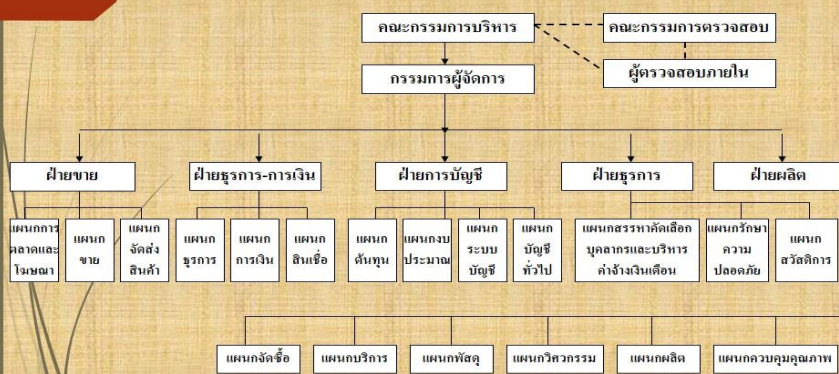 คณะกรรมการบริหาร
คณะกรรมการตรวจสอบ
กรรมการผู้จัดการ
ผู้ตรวจสอบภายใน
ฝ่ายขาย
ฝ่ายธุรการ-การเงิน
ฝ่ายการบัญชี
ฝ่ายธุรการ
ฝ่ายผลิต
แผนกการ
ตลาดและ
โฆษณา
แผนก
ขาย
แผนก
จัดส่ง
สินค้า
แผนก
ธุรการ
แผนก
การเงิน
แผนก
สินเชื่อ
แผนก
ต้นทุน
แผนกงบ
ประมาณ
แผนก
ระบบ
บัญชี
แผนก
บัญชี
ทั่วไป
แผนกสรรหาคัดเลือก
บุคลากรและบริหาร
ค่าจ้างเงินเดือน
แผนกรักษา
ความ
ปลอดภัย
แผนก
สวัสดิการ
แผนกจัดซื้อ
แผนกบริการ
แผนกพัสดุ
แผนกวิศวกรรม
แผนกผลิต
แผนกควบคุมคุณภาพ